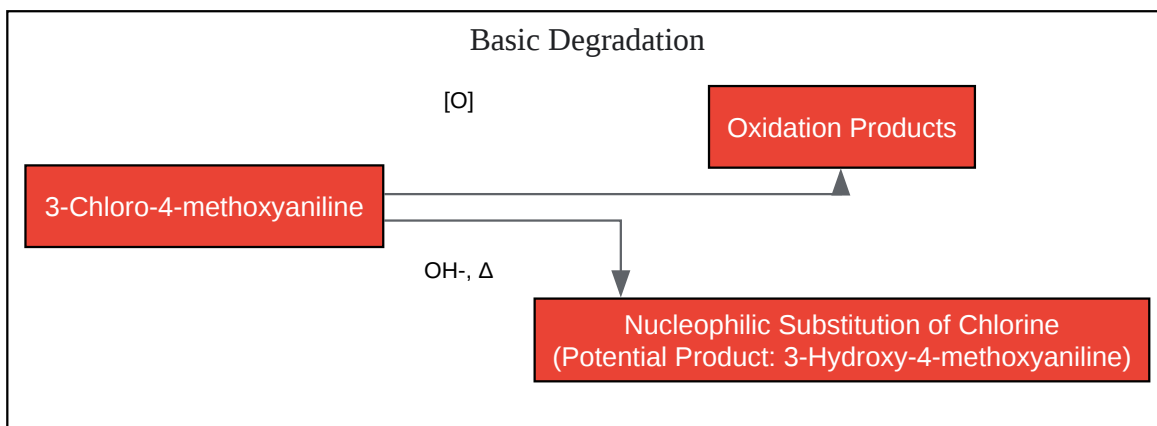 Basic Degradation
[O]
Oxidation Products
3-Chloro-4-methoxyaniline
OH-, Δ
Nucleophilic Substitution of Chlorine
(Potential Product: 3-Hydroxy-4-methoxyaniline)